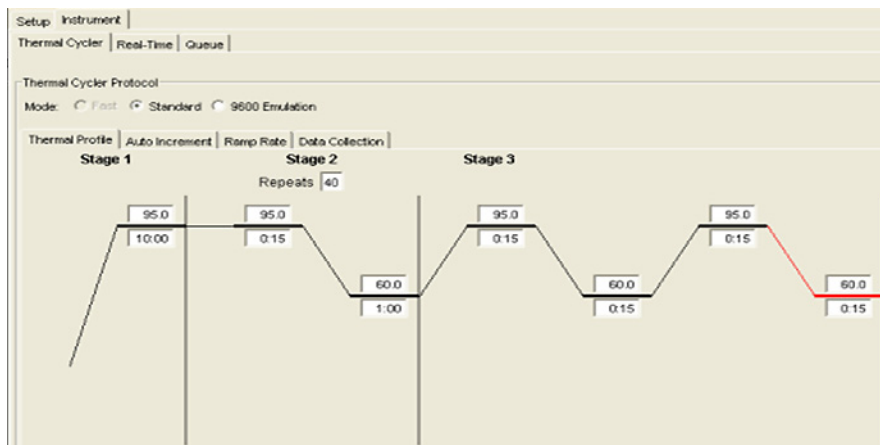 Setup Instrument
Thermal Cycler Real-Time Queue
Thermal Cycler Protocol
Mode: Fast Standard 9600 Emulation
Thermal Profile Auto Increment Ramp Rate Data Collection
Stage 1 Stage 2 Stage 3
Repeats 40
95.0 95.0 95.0 95.0
10:00 0:15 0:15 0:15
60.0 60.0 60.0
1:00 0:15 0:15